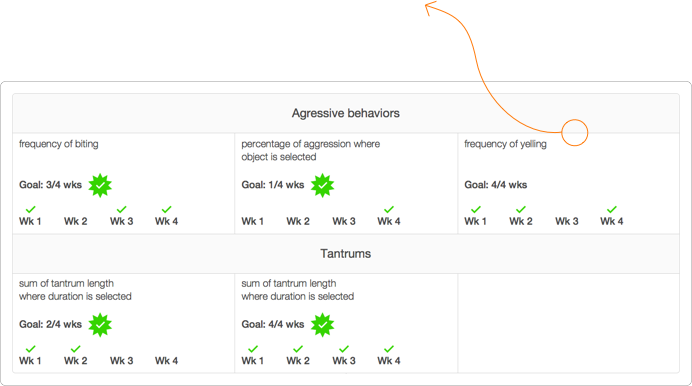 Agressive behaviors
frequency of biting
Goal: 3/4 wks
Wk 1 Wk 2 Wk 3 Wk 4
percentage of aggression where
object is selected
Goal: 1/4 wks
Wk 1 Wk 2 Wk 3 Wk 4
frequency of yelling
Goal: 4/4 wks
Wk 1 Wk 2 Wk 3 Wk 4
Tantrums
sum of tantrum length
where duration is selected
Goal: 2/4 wks
Wk 1 Wk 2 Wk 3 Wk 4
sum of tantrum length
where duration is selected
Goal: 4/4 wks
Wk 1 Wk 2 Wk 3 Wk 4